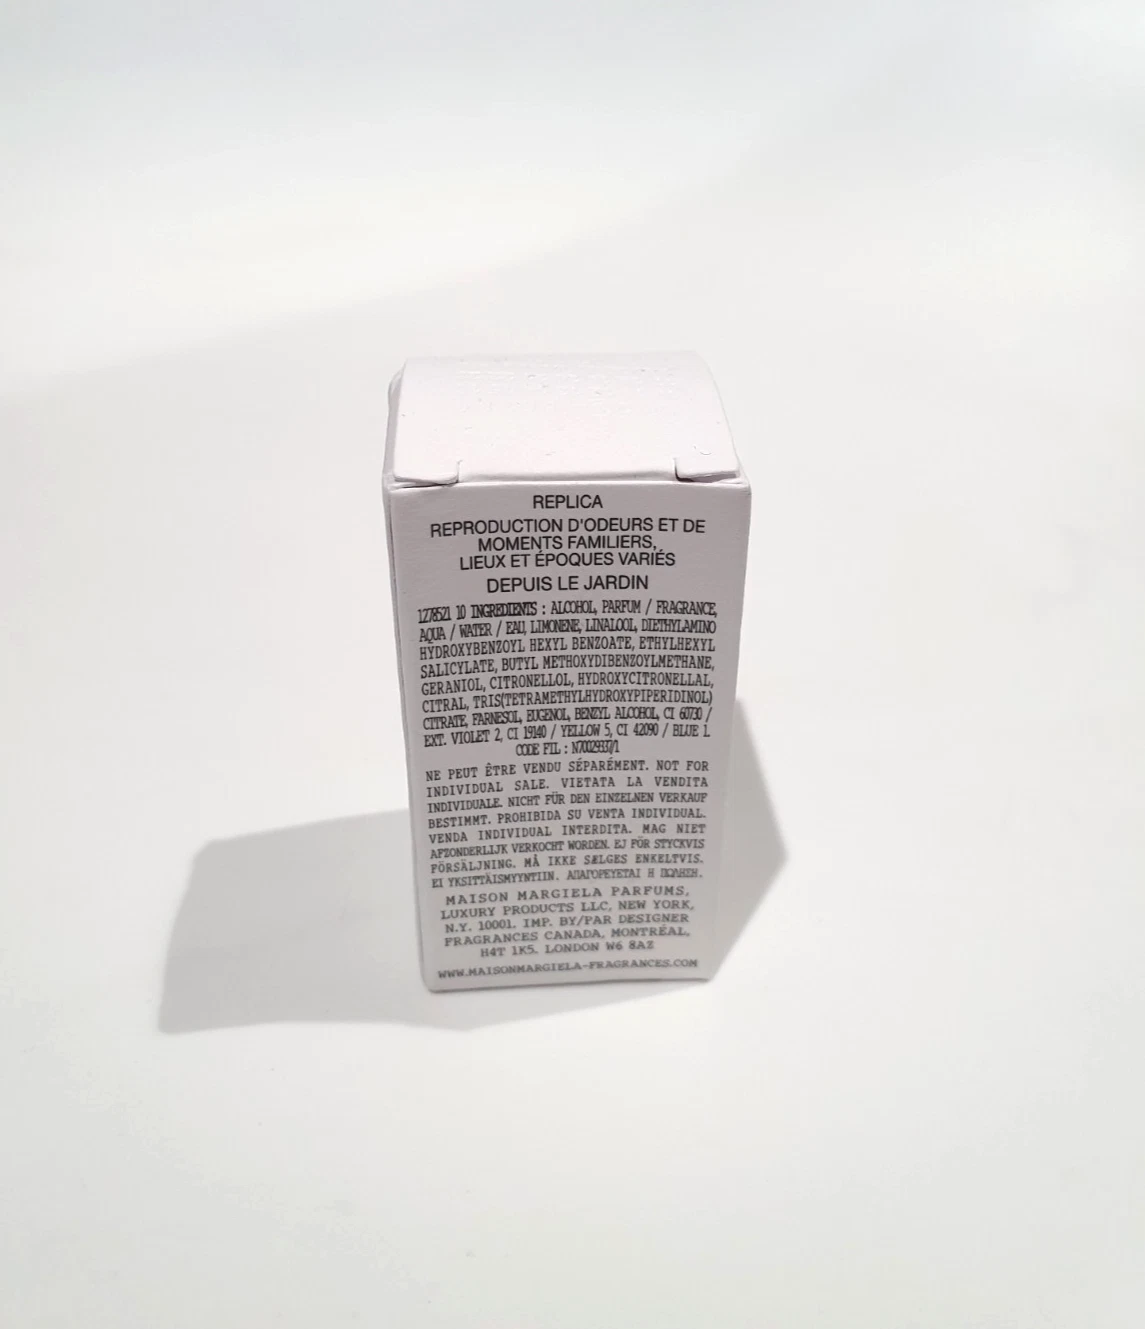 REPLICA
REPRODUCTION D'ODEURS ET DE
MOMENTS FAMILIERS,
LIEUX ET ÉPOQUES VARIÉS
DEPUIS LE JARDIN
1278521 10 INGREDIENTS : ALCOHOL, PARFUM / FRAGRANCE,
AQUA / WATER / EAU, LIMONENE, LINALOOL, DIETHYLAMINO
HYDROXYBENZOYL HEXYL BENZOATE, ETHYLHEXYL
SALICYLATE, BUTYL METHOXYDIBENZOYLMETHANE,
GERANIOL, CITRONELLOL, HYDROXYCITRONELLAL,
CITRAL, TRIS(TETRAMETHYLHYDROXYPIPERIDINOL)
CITRATE, FARNESOL, EUGENOL, BENZYL ALCOHOL, CI 60730 /
EXT. VIOLET 2, CI 19140 / YELLOW 5, CI 42090 / BLUE 1.
CODE FIL : N70029337/1
NE PEUT ÊTRE VENDU SÉPARÉMENT. NOT FOR
INDIVIDUAL SALE. VIETATA LA VENDITA
INDIVIDUALE. NICHT FÜR DEN EINZELNEN VERKAUF
BESTIMMT. PROHIBIDA SU VENTA INDIVIDUAL.
VENDA INDIVIDUAL INTERDITA. MAG NIET
AFZONDERLIJK VERKOCHT WORDEN. EJ FÖR STYCKVIS
FÖRSÄLJNING. MÅ IKKE SÆLGES ENKELTVIS.
EI YKSITTÄISMYYNTIIN. ΑΠΑΓΟΡΕΥΕΤΑΙ Η ΠΩΛΗΣΗ.
MAISON MARGIELA PARFUMS,
LUXURY PRODUCTS LLC, NEW YORK,
N.Y. 10001. IMP. BY/PAR DESIGNER
FRAGRANCES CANADA, MONTRÉAL,
H4T 1K5. LONDON W6 8AZ
WWW.MAISONMARGIELA-FRAGRANCES.COM